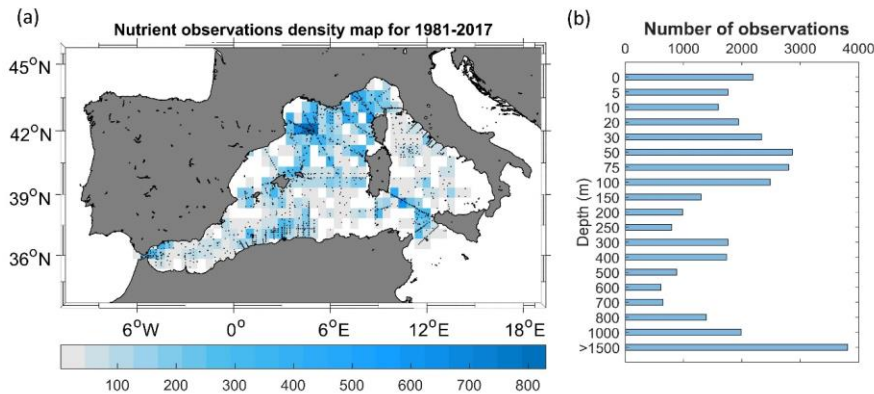 (a)
Nutrient observations density map for 1981-2017
45°N
42°N
39°N
36°N
6°W 0° 6°E 12°E 18°E
100 200 300 400 500 600 700 800
(b)
Number of observations
0 1000 2000 3000 4000
Depth (m)
0
5
10
20
30
50
75
100
150
200
250
300
400
500
600
700
800
1000
>1500